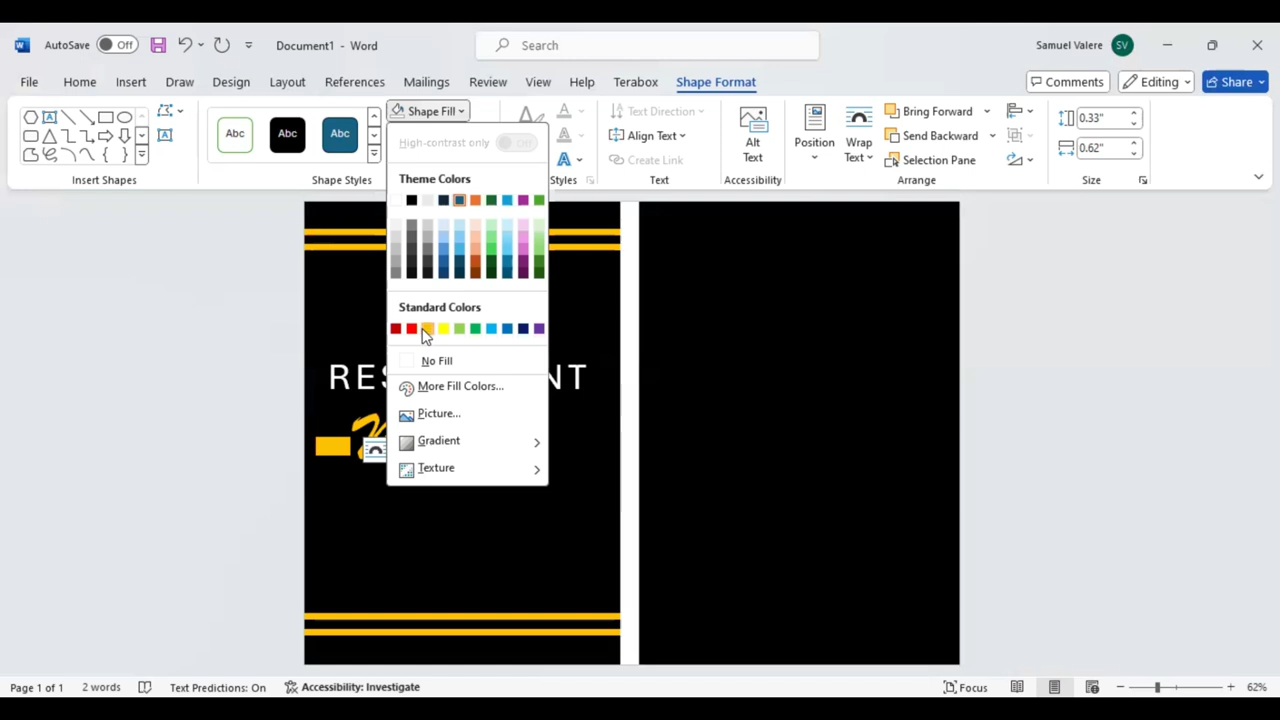 AutoSave Off Document1 - Word Search Samuel Valere SV
File Home Insert Draw Design Layout References Mailings Review View Help Terabox Shape Format Comments Editing Share
Abc Abc Abc Shape Fill Text Direction Bring Forward 0.33"
Align Text Alt Text Position Wrap Text Send Backward
Create Link Selection Pane 0.62"
Insert Shapes Shape Styles Styles Text Accessibility Arrange Size
High-contrast only Off
Theme Colors
Standard Colors
No Fill
More Fill Colors...
Picture...
Gradient
Texture
Page 1 of 1 2 words Text Predictions: On Accessibility: Investigate Focus 62%